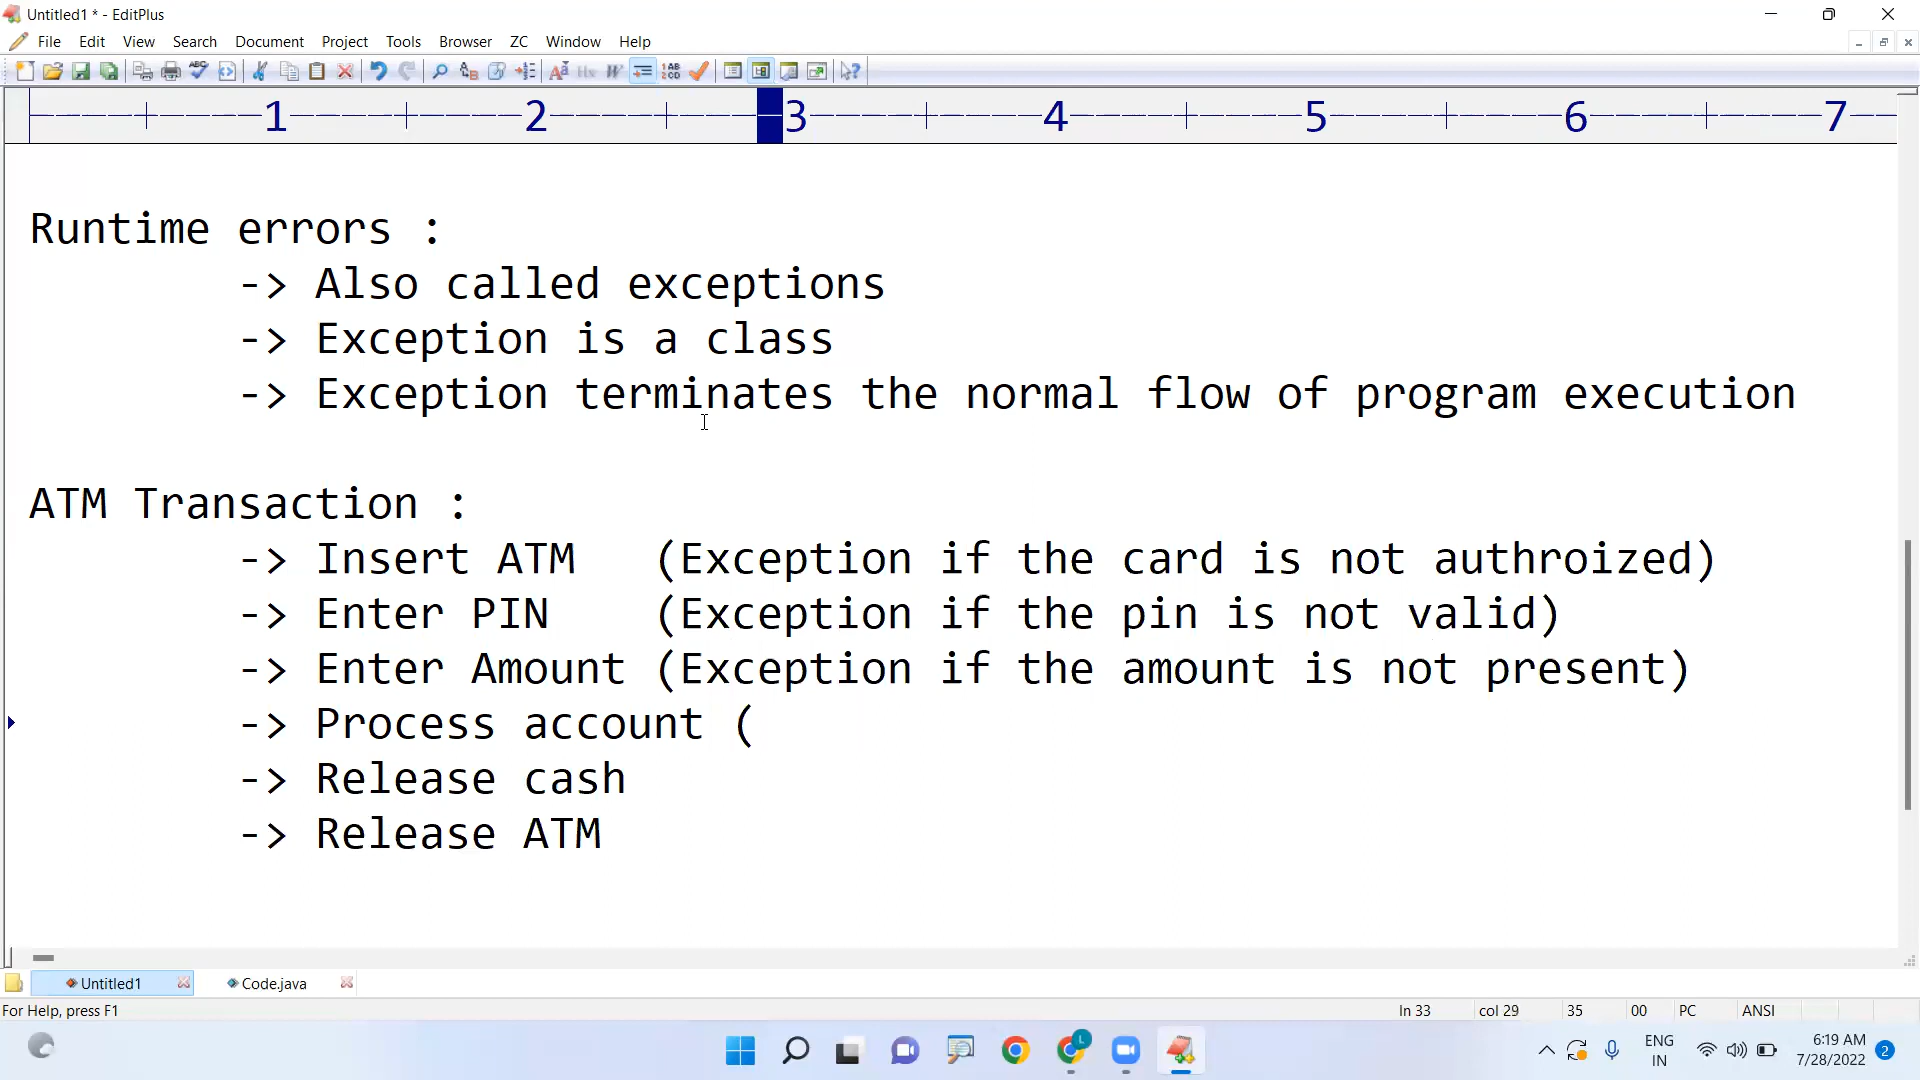 Untitled1 * - EditPlus
File Edit View Search Document Project Tools Browser ZC Window Help
1 2 3 4 5 6 7
Runtime errors :
-> Also called exceptions
-> Exception is a class
-> Exception terminates the normal flow of program execution
ATM Transaction :
-> Insert ATM (Exception if the card is not authroized)
-> Enter PIN (Exception if the pin is not valid)
-> Enter Amount (Exception if the amount is not present)
-> Process account (
-> Release cash
-> Release ATM
Untitled1 Code.java
For Help, press F1 ln 33 col 29 35 00 PC ANSI
ENG 6:19 AM
IN 7/28/2022 2